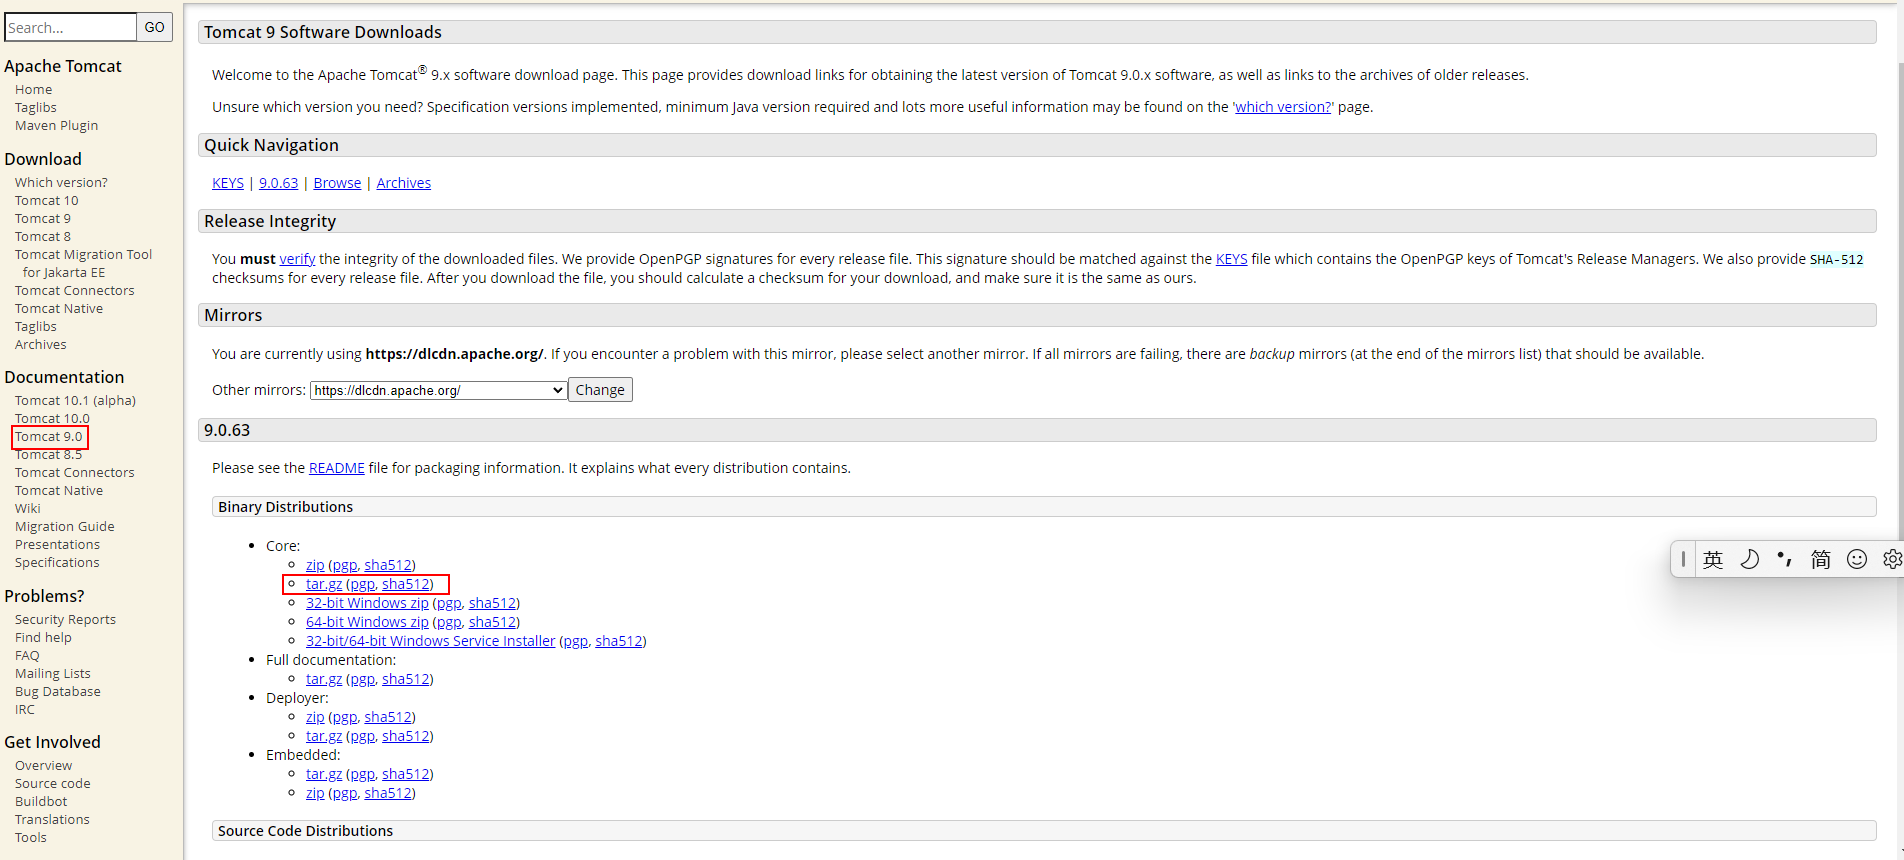 Search...
GO
Apache Tomcat
Home
Taglibs
Maven Plugin
Download
Which version?
Tomcat 10
Tomcat 9
Tomcat 8
Tomcat Migration Tool
for Jakarta EE
Tomcat Connectors
Tomcat Native
Taglibs
Archives
Documentation
Tomcat 10.1 (alpha)
Tomcat 10.0
Tomcat 9.0
Tomcat 8.5
Tomcat Connectors
Tomcat Native
Wiki
Migration Guide
Presentations
Specifications
Problems?
Security Reports
Find help
FAQ
Mailing Lists
Bug Database
IRC
Get Involved
Overview
Source code
Buildbot
Translations
Tools
Tomcat 9 Software Downloads
Welcome to the Apache Tomcat® 9.x software download page. This page provides download links for obtaining the latest version of Tomcat 9.0.x software, as well as links to the archives of older releases.
Unsure which version you need? Specification versions implemented, minimum Java version required and lots more useful information may be found on the 'which version?' page.
Quick Navigation
KEYS | 9.0.63 | Browse | Archives
Release Integrity
You must verify the integrity of the downloaded files. We provide OpenPGP signatures for every release file. This signature should be matched against the KEYS file which contains the OpenPGP keys of Tomcat's Release Managers. We also provide SHA-512
checksums for every release file. After you download the file, you should calculate a checksum for your download, and make sure it is the same as ours.
Mirrors
You are currently using https://dlcdn.apache.org/. If you encounter a problem with this mirror, please select another mirror. If all mirrors are failing, there are backup mirrors (at the end of the mirrors list) that should be available.
Other mirrors: https://dlcdn.apache.org/ Change
9.0.63
Please see the README file for packaging information. It explains what every distribution contains.
Binary Distributions
Core:
zip (pgp, sha512)
tar.gz (pgp, sha512)
32-bit Windows zip (pgp, sha512)
64-bit Windows zip (pgp, sha512)
32-bit/64-bit Windows Service Installer (pgp, sha512)
Full documentation:
tar.gz (pgp, sha512)
Deployer:
zip (pgp, sha512)
tar.gz (pgp, sha512)
Embedded:
tar.gz (pgp, sha512)
zip (pgp, sha512)
Source Code Distributions
英 简